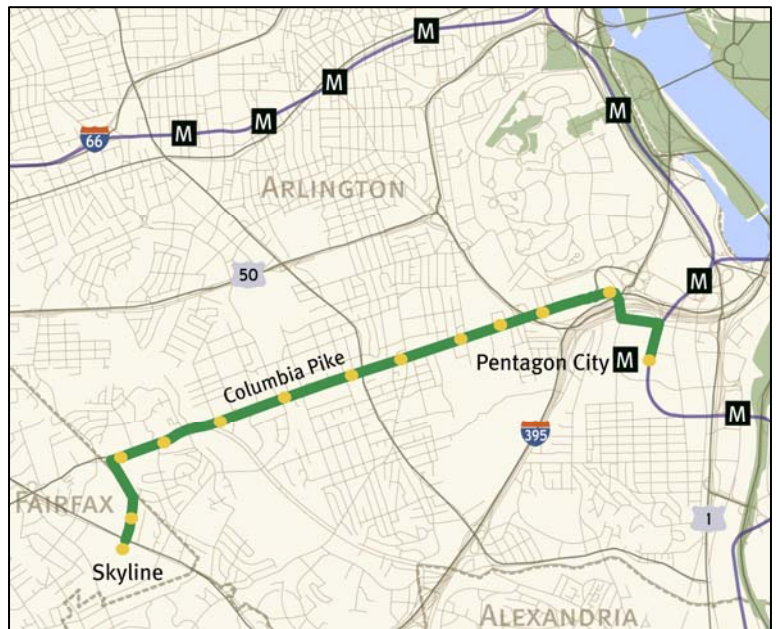 M
M
M
M
66
M
ARLINGTON
50
M
Columbia Pike
Pentagon City M
M
395
FAIRFAX
1
Skyline
ALEXANDRIA